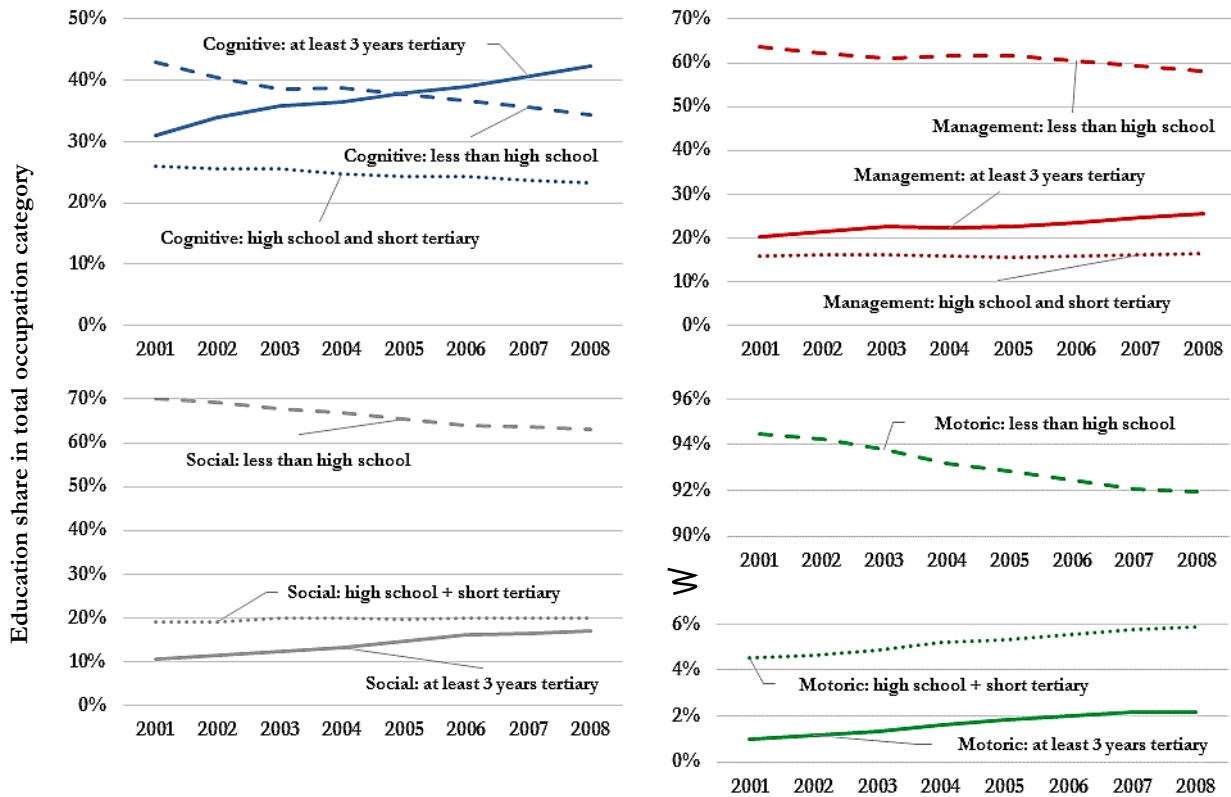 Education share in total occupation category
50%
40%
30%
20%
10%
0%
Cognitive: at least 3 years tertiary
Cognitive: less than high school
Cognitive: high school and short tertiary
2001 2002 2003 2004 2005 2006 2007 2008
70%
60%
50%
40%
30%
20%
10%
0%
Management: less than high school
Management: at least 3 years tertiary
Management: high school and short tertiary
2001 2002 2003 2004 2005 2006 2007 2008
70%
60%
50%
40%
30%
20%
10%
0%
Social: less than high school
Social: high school + short tertiary
Social: at least 3 years tertiary
2001 2002 2003 2004 2005 2006 2007 2008
96%
94%
92%
90%
Motoric: less than high school
2001 2002 2003 2004 2005 2006 2007 2008
6%
4%
2%
0%
Motoric: high school + short tertiary
Motoric: at least 3 years tertiary
2001 2002 2003 2004 2005 2006 2007 2008